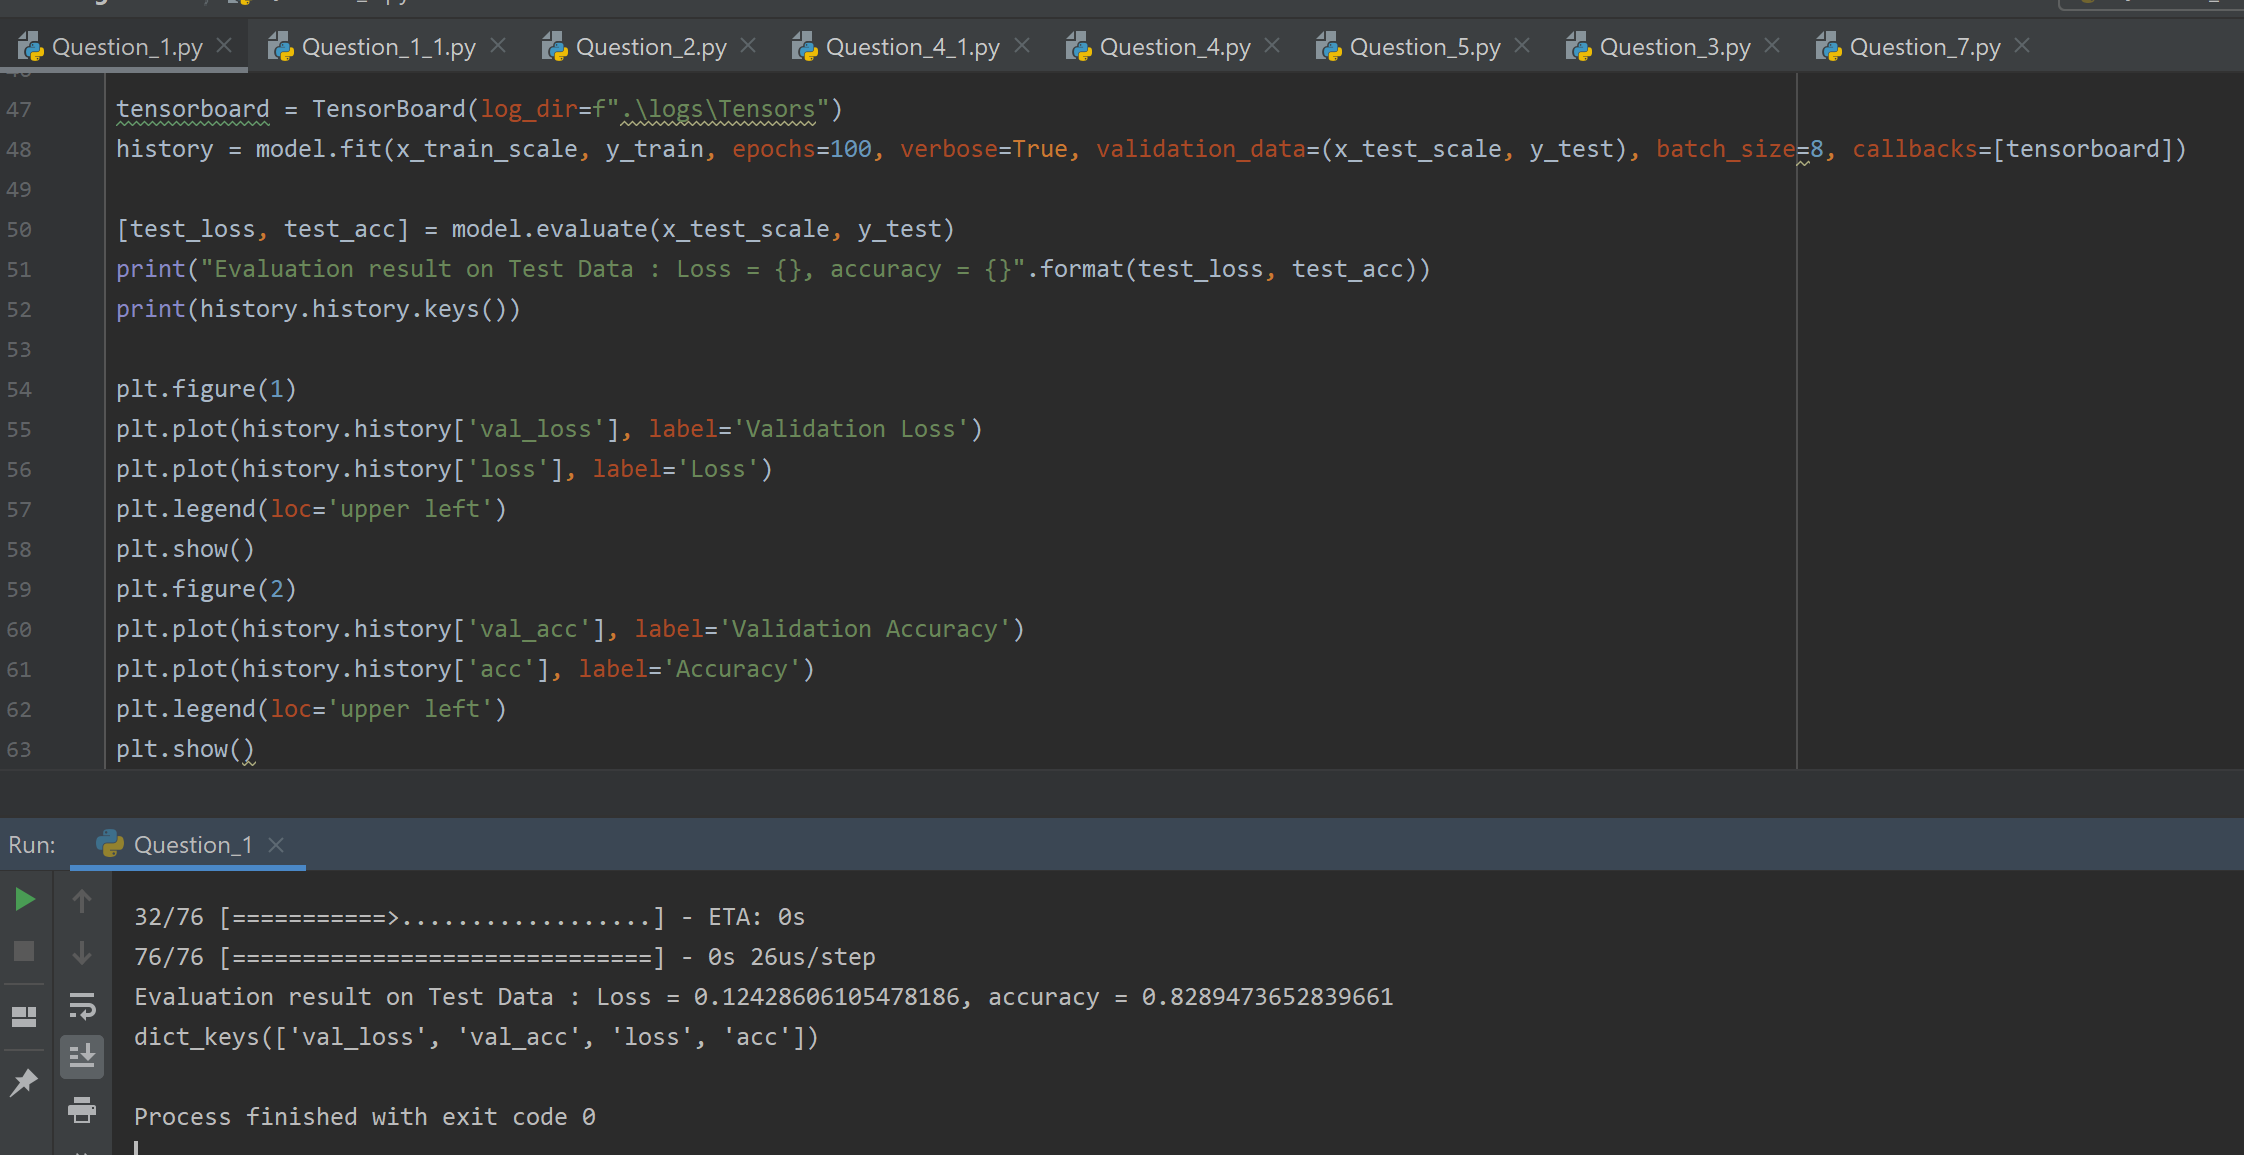 Question_1.py Question_1_1.py Question_2.py Question_4_1.py Question_4.py Question_5.py Question_3.py Question_7.py
47 tensorboard = TensorBoard(log_dir=f".\logs\Tensors")
48 history = model.fit(x_train_scale, y_train, epochs=100, verbose=True, validation_data=(x_test_scale, y_test), batch_size=8, callbacks=[tensorboard])
49
50 [test_loss, test_acc] = model.evaluate(x_test_scale, y_test)
51 print("Evaluation result on Test Data : Loss = {}, accuracy = {}".format(test_loss, test_acc))
52 print(history.history.keys())
53
54 plt.figure(1)
55 plt.plot(history.history['val_loss'], label='Validation Loss')
56 plt.plot(history.history['loss'], label='Loss')
57 plt.legend(loc='upper left')
58 plt.show()
59 plt.figure(2)
60 plt.plot(history.history['val_acc'], label='Validation Accuracy')
61 plt.plot(history.history['acc'], label='Accuracy')
62 plt.legend(loc='upper left')
63 plt.show()
Run: Question_1
32/76 [===========>..................] - ETA: 0s
76/76 [==============================] - 0s 26us/step
Evaluation result on Test Data : Loss = 0.12428606105478186, accuracy = 0.8289473652839661
dict_keys(['val_loss', 'val_acc', 'loss', 'acc'])
Process finished with exit code 0